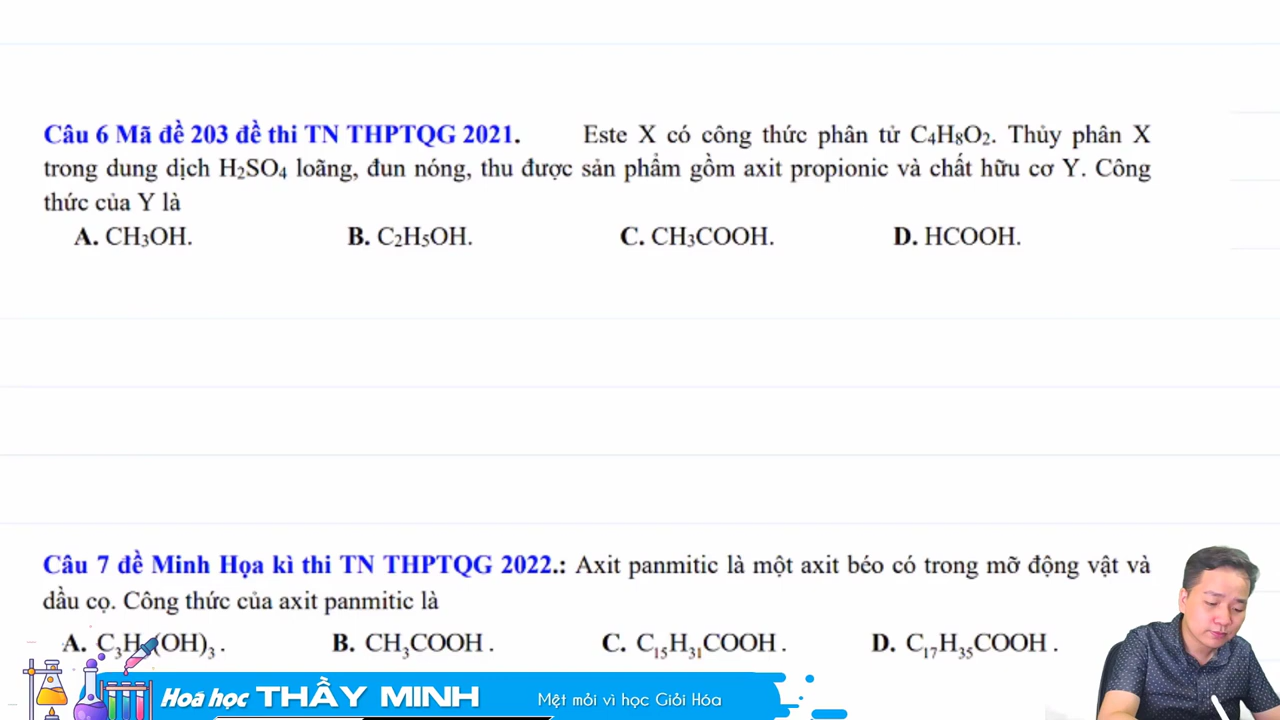 Câu 6 Mã đề 203 đề thi TN THPTQG 2021. Este X có công thức phân tử C₄H₈O₂. Thủy phân X
trong dung dịch H₂SO₄ loãng, đun nóng, thu được sản phẩm gồm axit propionic và chất hữu cơ Y. Công
thức của Y là
A. CH₃OH. B. C₂H₅OH. C. CH₃COOH. D. HCOOH.
Câu 7 đề Minh Họa kì thi TN THPTQG 2022.: Axit panmitic là một axit béo có trong mỡ động vật và
dầu cọ. Công thức của axit panmitic là
A. C₃H (OH)₃. B. CH₃COOH. C. C₁₅H₃₁COOH. D. C₁₇H₃₅COOH.
Hoá học THẦY MINH Mệt mỏi vì học Giỏi Hóa